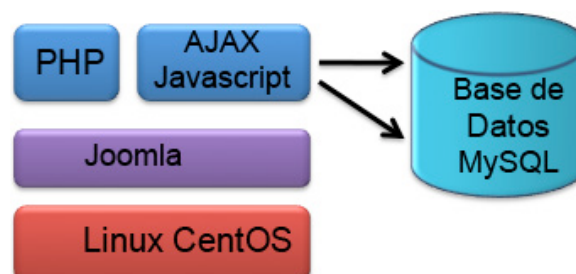 PHP
AJAX
Javascript
Base de
Datos
MySQL
Joomla
Linux CentOS